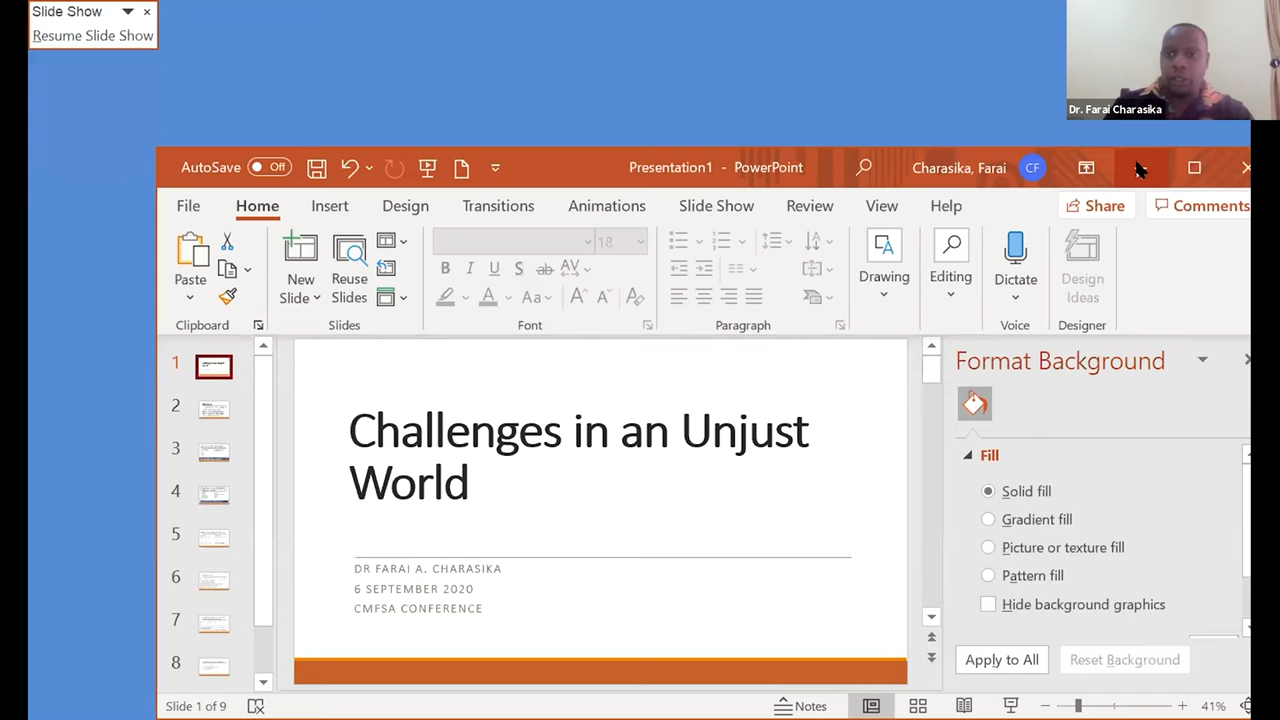 Slide Show
Resume Slide Show
Dr. Farai Charasika
AutoSave Off Presentation1 - PowerPoint Charasika, Farai CF
File Home Insert Design Transitions Animations Slide Show Review View Help Share Comments
Paste New Slide Reuse Slides 18 Drawing Editing Dictate Design Ideas
B I U S ab AV
A Aa A A A
Clipboard Slides Font Paragraph Voice Designer
1
2
3
4
5
6
7
8
Challenges in an Unjust
World
DR FARAI A. CHARASIKA
6 SEPTEMBER 2020
CMFSA CONFERENCE
Format Background
Fill
Solid fill
Gradient fill
Picture or texture fill
Pattern fill
Hide background graphics
Apply to All Reset Background
Slide 1 of 9 Notes 41%